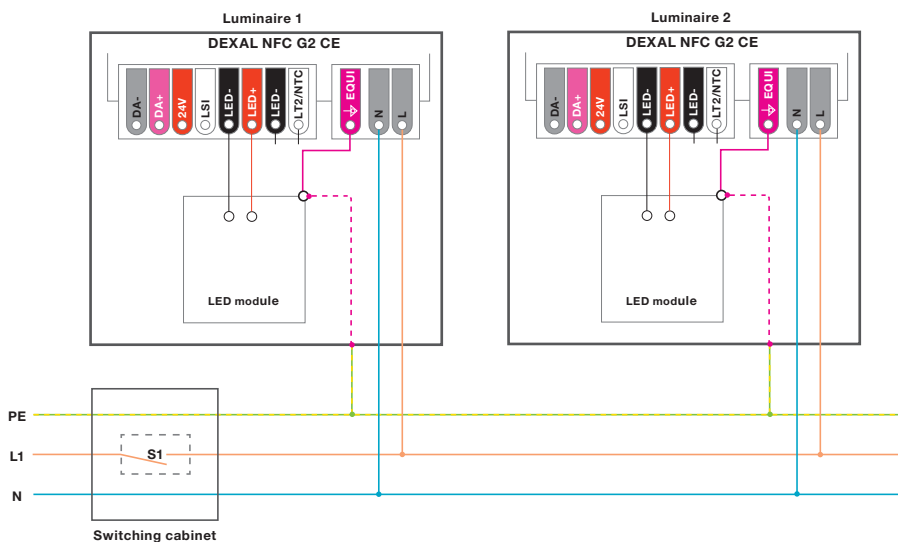 Luminaire 1
DEXAL NFC G2 CE
DA-
DA+
24V
LSI
LED-
LED+
LED-
LT2/NTC
EQUI
N
L
LED module
Luminaire 2
DEXAL NFC G2 CE
DA-
DA+
24V
LSI
LED-
LED+
LED-
LT2/NTC
EQUI
N
L
LED module
PE
L1
S1
N
Switching cabinet